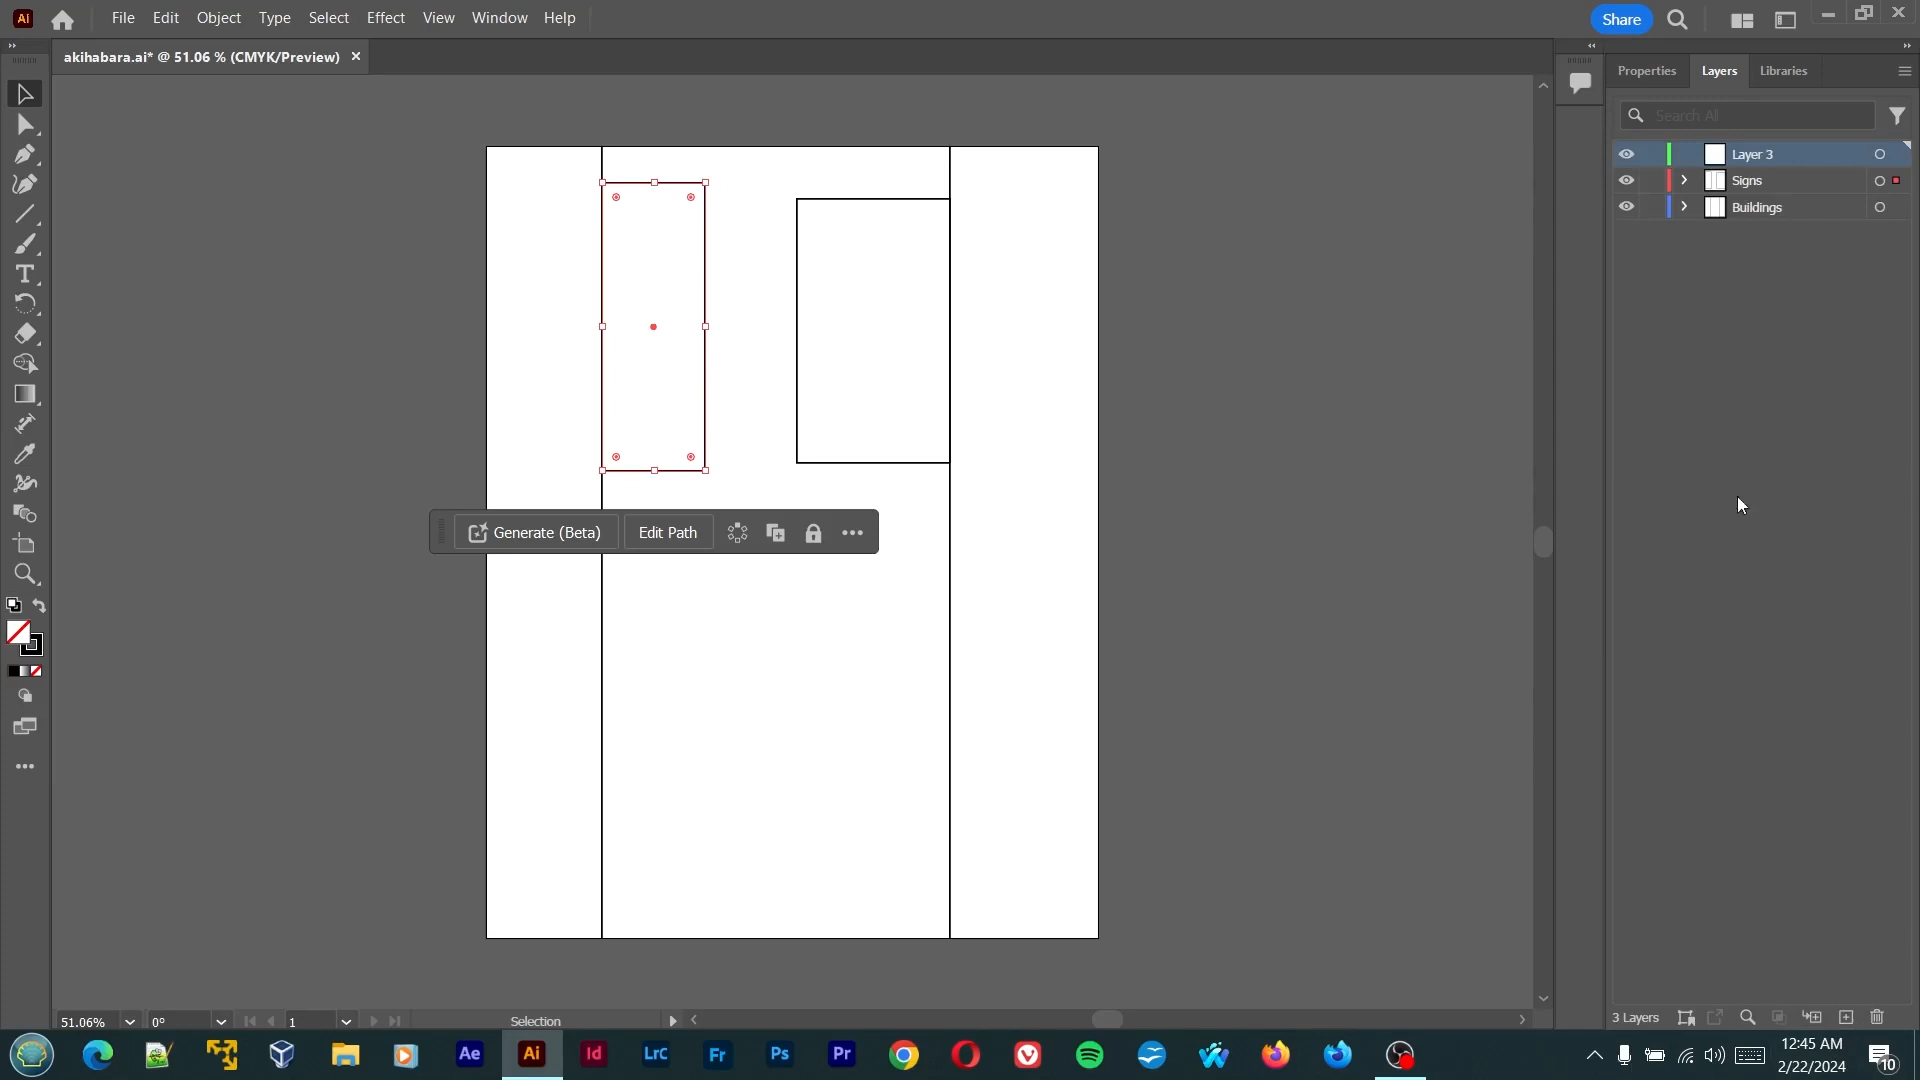 Ai File Edit Object Type Select Effect View Window Help Share
akihabara.ai* @ 51.06 % (CMYK/Preview)
Properties Layers Libraries
Search All
Layer 3
Signs
Buildings
Generate (Beta) Edit Path
T
51.06% 0° 1 Selection
3 Layers
Ae Ai Id LrC Fr Ps Pr
12:45 AM
2/22/2024
10